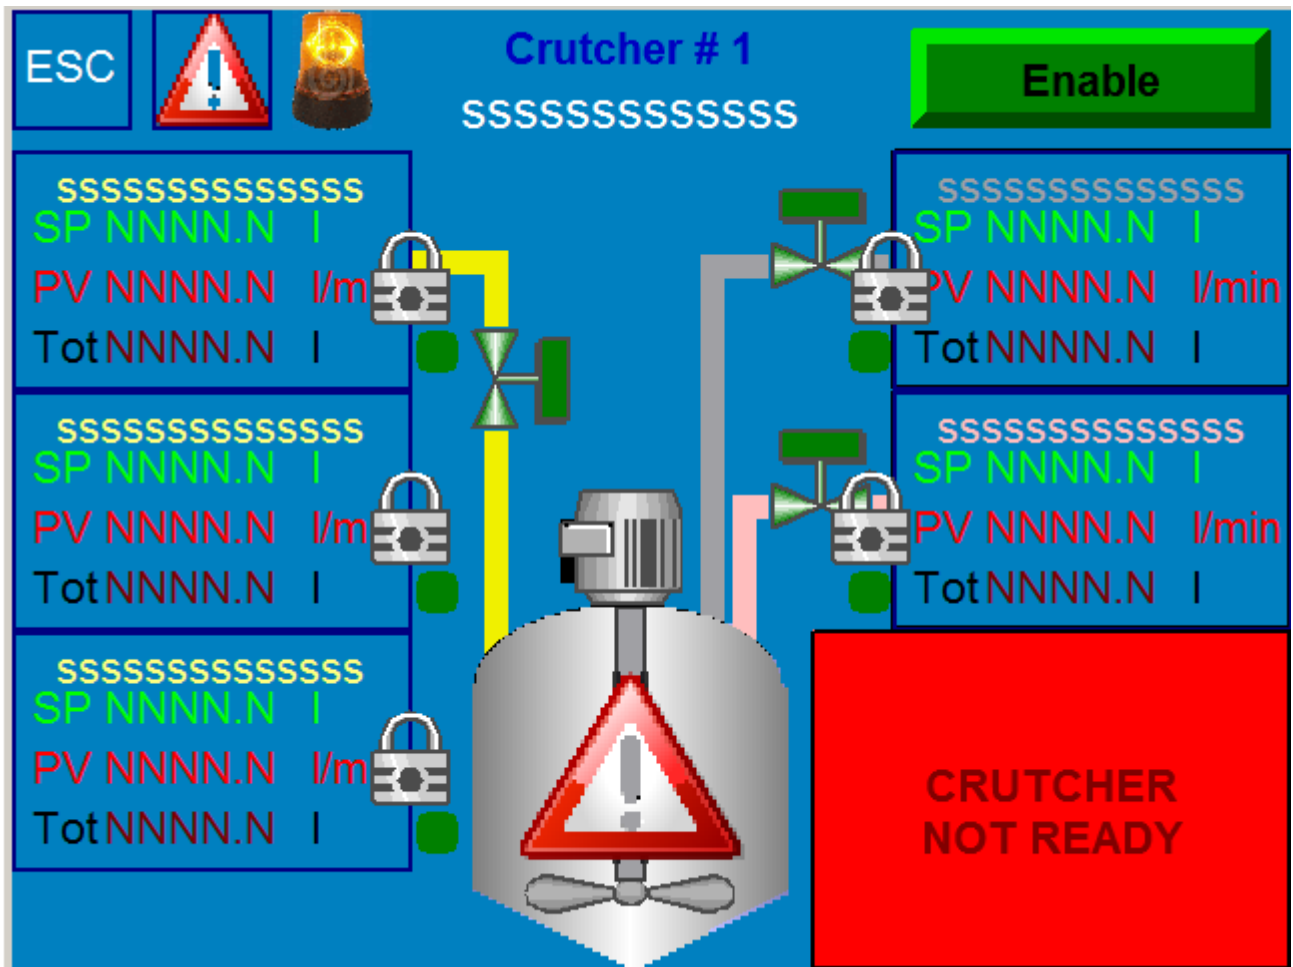 ESC
Crutcher # 1
SSSSSSSSSSSSS
Enable
SSSSSSSSSSSSSS
SP NNNN.N l
PV NNNN.N l/m
Tot NNNN.N l
SSSSSSSSSSSSSS
SP NNNN.N l
PV NNNN.N l/m
Tot NNNN.N l
SSSSSSSSSSSSSS
SP NNNN.N l
PV NNNN.N l/m
Tot NNNN.N l
SSSSSSSSSSSSSS
SP NNNN.N l
PV NNNN.N l/min
Tot NNNN.N l
SSSSSSSSSSSSSS
SP NNNN.N l
PV NNNN.N l/min
Tot NNNN.N l
CRUTCHER
NOT READY